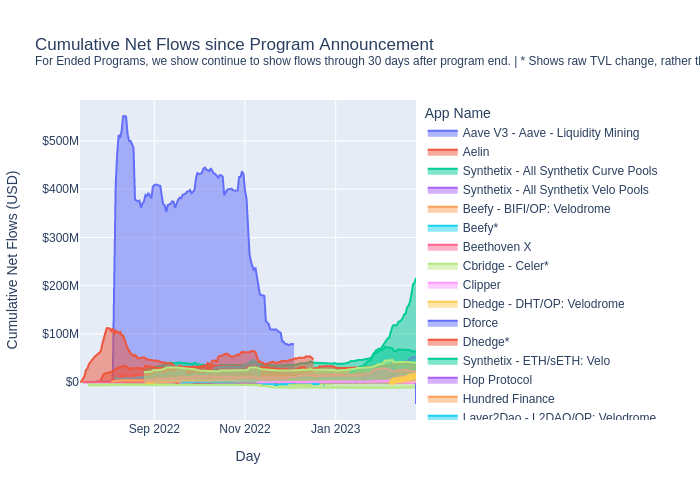 Cumulative Net Flows since Program Announcement
For Ended Programs, we show continue to show flows through 30 days after program end. | * Shows raw TVL change, rather
App Name
Aave V3 - Aave - Liquidity Mining
Aelin
Synthetix - All Synthetix Curve Pools
Synthetix - All Synthetix Velo Pools
Beefy - BIFI/OP: Velodrome
Beefy*
Beethoven X
Cbridge - Celer*
Clipper
Dhedge - DHT/OP: Velodrome
Dforce
Dhedge*
Synthetix - ETH/sETH: Velo
Hop Protocol
Hundred Finance
Layer2Dao - L2DAO/OP: Velodrome
Cumulative Net Flows (USD)
$500M
$400M
$300M
$200M
$100M
$0
Sep 2022
Nov 2022
Jan 2023
Day